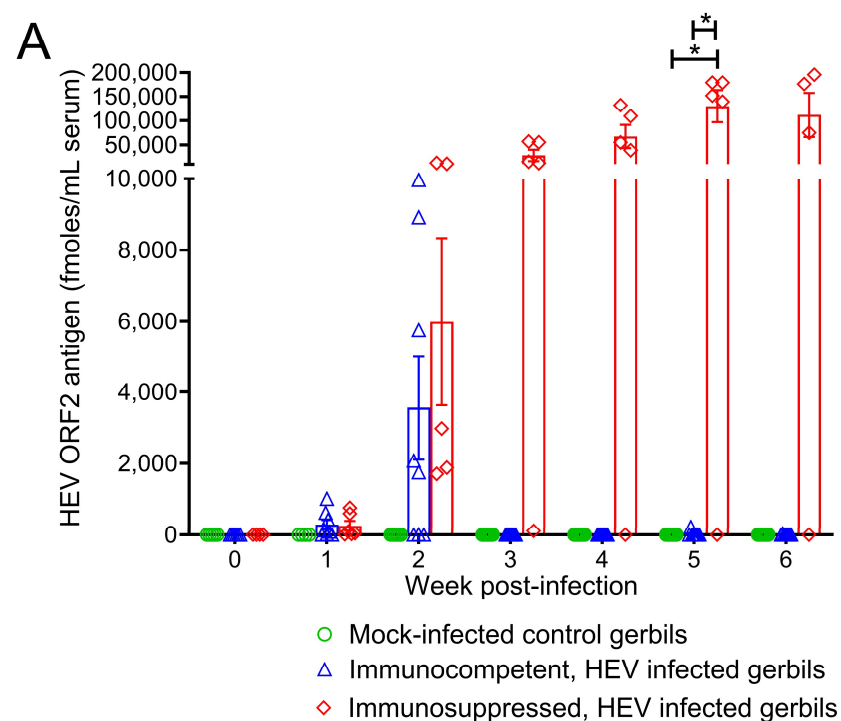 A
*
*
HEV ORF2 antigen (fmoles/mL serum)
200,000
150,000
100,000
50,000
10,000
8,000
6,000
4,000
2,000
0
0 1 2 3 4 5 6
Week post-infection
Mock-infected control gerbils
Immunocompetent, HEV infected gerbils
Immunosuppressed, HEV infected gerbils